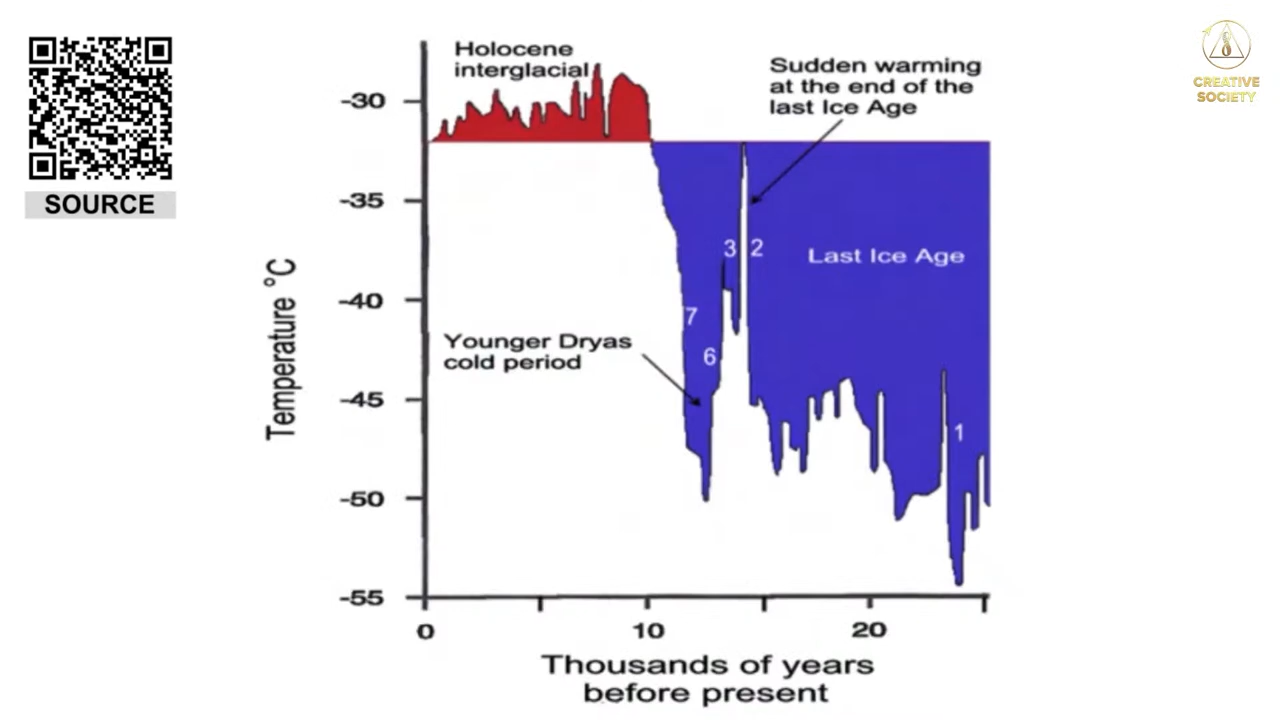 SOURCE
CREATIVE
SOCIETY
Holocene
interglacial
Sudden warming
at the end of the
last Ice Age
-30
-35
3 2
Last Ice Age
-40
7
Younger Dryas
cold period
6
-45
1
-50
-55
Temperature °C
0
10
20
Thousands of years
before present